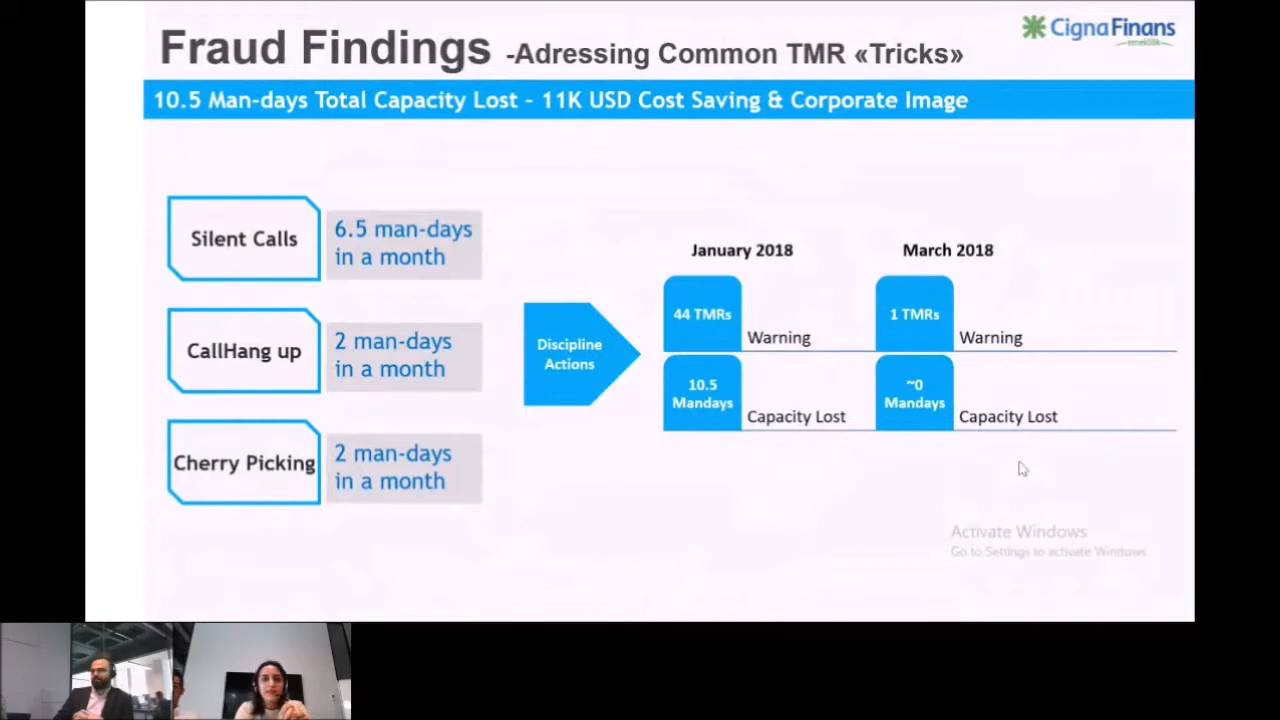 Fraud Findings -Adressing Common TMR «Tricks»
CignaFinans
emeklilik
10.5 Man-days Total Capacity Lost – 11K USD Cost Saving & Corporate Image
Silent Calls
6.5 man-days
in a month
CallHang up
2 man-days
in a month
Cherry Picking
2 man-days
in a month
Discipline
Actions
January 2018
44 TMRs
Warning
10.5
Mandays
Capacity Lost
March 2018
1 TMRs
Warning
~0
Mandays
Capacity Lost
Activate Windows
Go to Settings to activate Windows.